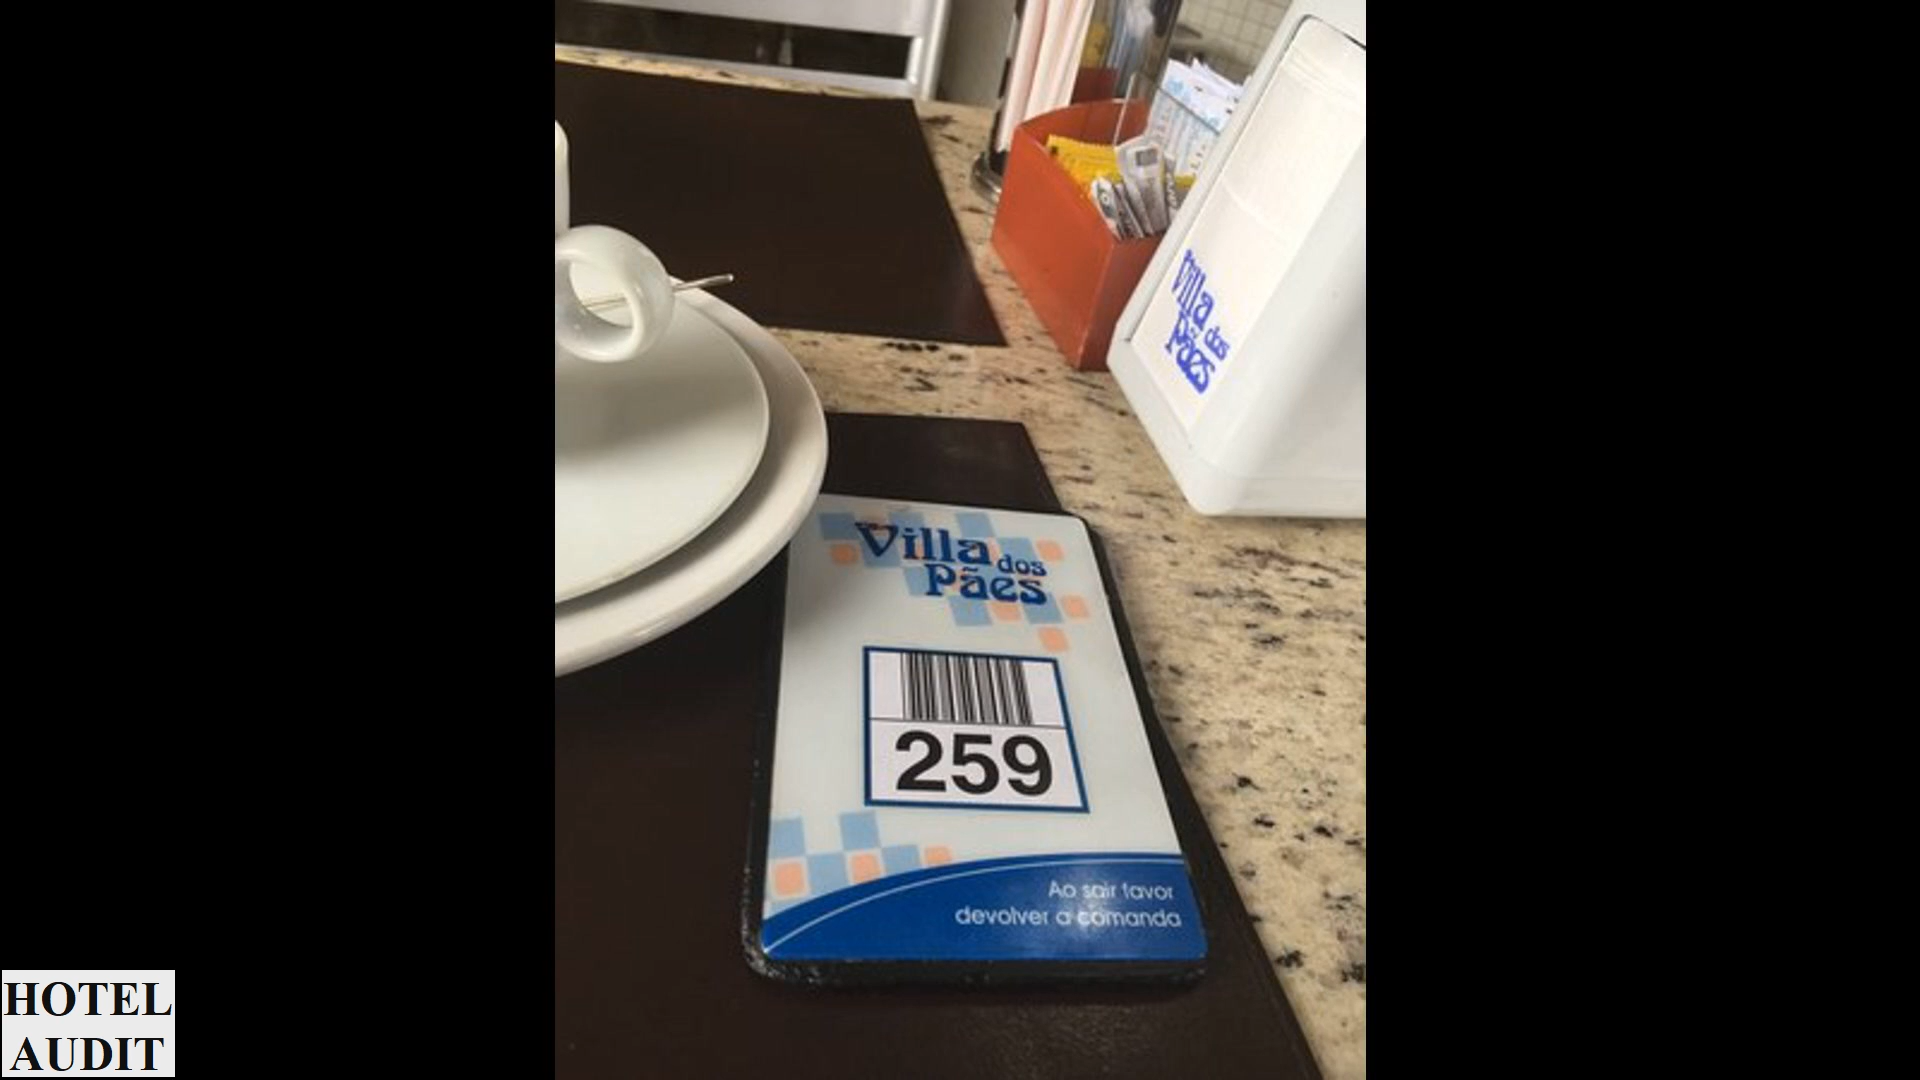 Villa dos
Pães
Villa dos
Pães
259
Ao sair favor
devolver a comanda
HOTEL
AUDIT